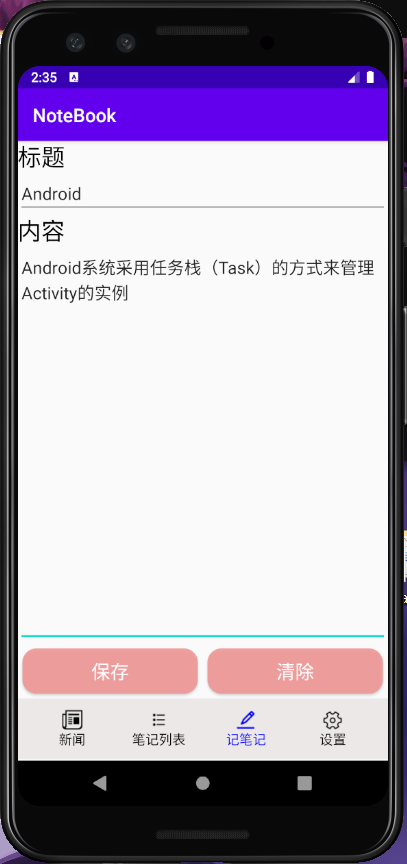 2:35 A
NoteBook
标题
Android
内容
Android系统采用任务栈（Task）的方式来管理
Activity的实例
保存 清除
新闻 笔记列表 记笔记 设置